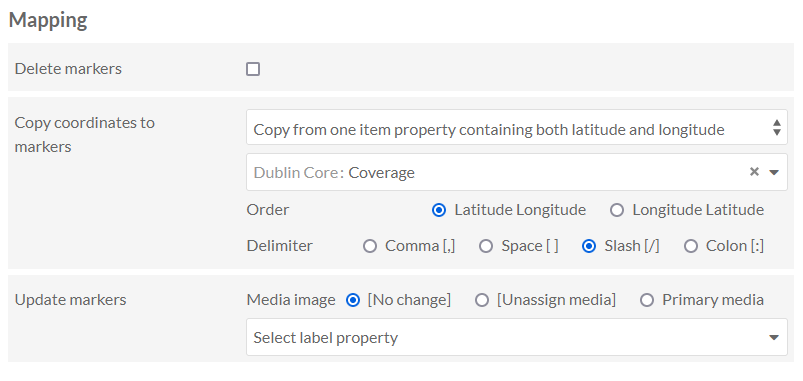 Mapping
Delete markers
Copy coordinates to markers
Copy from one item property containing both latitude and longitude
Dublin Core: Coverage
Order Latitude Longitude Longitude Latitude
Delimiter Comma [,] Space [ ] Slash [/] Colon [:]
Update markers
Media image [No change] [Unassign media] Primary media
Select label property